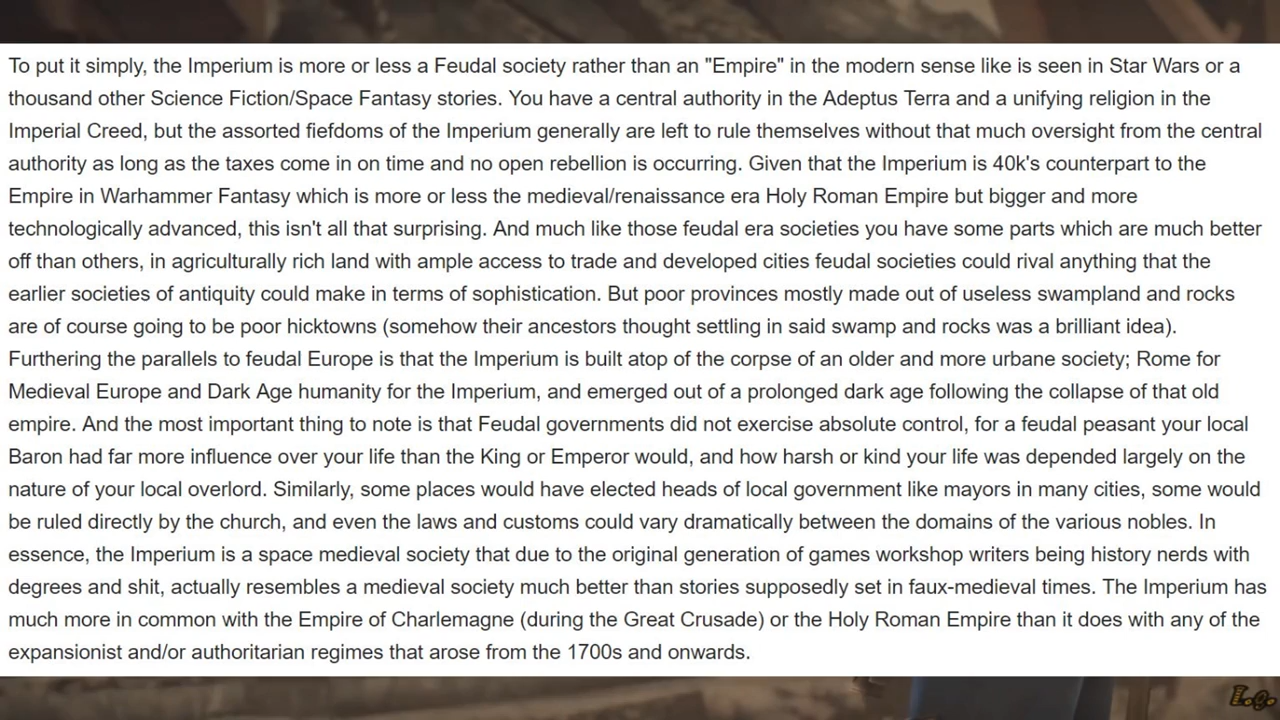 To put it simply, the Imperium is more or less a Feudal society rather than an "Empire" in the modern sense like is seen in Star Wars or a
thousand other Science Fiction/Space Fantasy stories. You have a central authority in the Adeptus Terra and a unifying religion in the
Imperial Creed, but the assorted fiefdoms of the Imperium generally are left to rule themselves without that much oversight from the central
authority as long as the taxes come in on time and no open rebellion is occurring. Given that the Imperium is 40k's counterpart to the
Empire in Warhammer Fantasy which is more or less the medieval/renaissance era Holy Roman Empire but bigger and more
technologically advanced, this isn't all that surprising. And much like those feudal era societies you have some parts which are much better
off than others, in agriculturally rich land with ample access to trade and developed cities feudal societies could rival anything that the
earlier societies of antiquity could make in terms of sophistication. But poor provinces mostly made out of useless swampland and rocks
are of course going to be poor hicktowns (somehow their ancestors thought settling in said swamp and rocks was a brilliant idea).
Furthering the parallels to feudal Europe is that the Imperium is built atop of the corpse of an older and more urbane society; Rome for
Medieval Europe and Dark Age humanity for the Imperium, and emerged out of a prolonged dark age following the collapse of that old
empire. And the most important thing to note is that Feudal governments did not exercise absolute control, for a feudal peasant your local
Baron had far more influence over your life than the King or Emperor would, and how harsh or kind your life was depended largely on the
nature of your local overlord. Similarly, some places would have elected heads of local government like mayors in many cities, some would
be ruled directly by the church, and even the laws and customs could vary dramatically between the domains of the various nobles. In
essence, the Imperium is a space medieval society that due to the original generation of games workshop writers being history nerds with
degrees and shit, actually resembles a medieval society much better than stories supposedly set in faux-medieval times. The Imperium has
much more in common with the Empire of Charlemagne (during the Great Crusade) or the Holy Roman Empire than it does with any of the
expansionist and/or authoritarian regimes that arose from the 1700s and onwards.